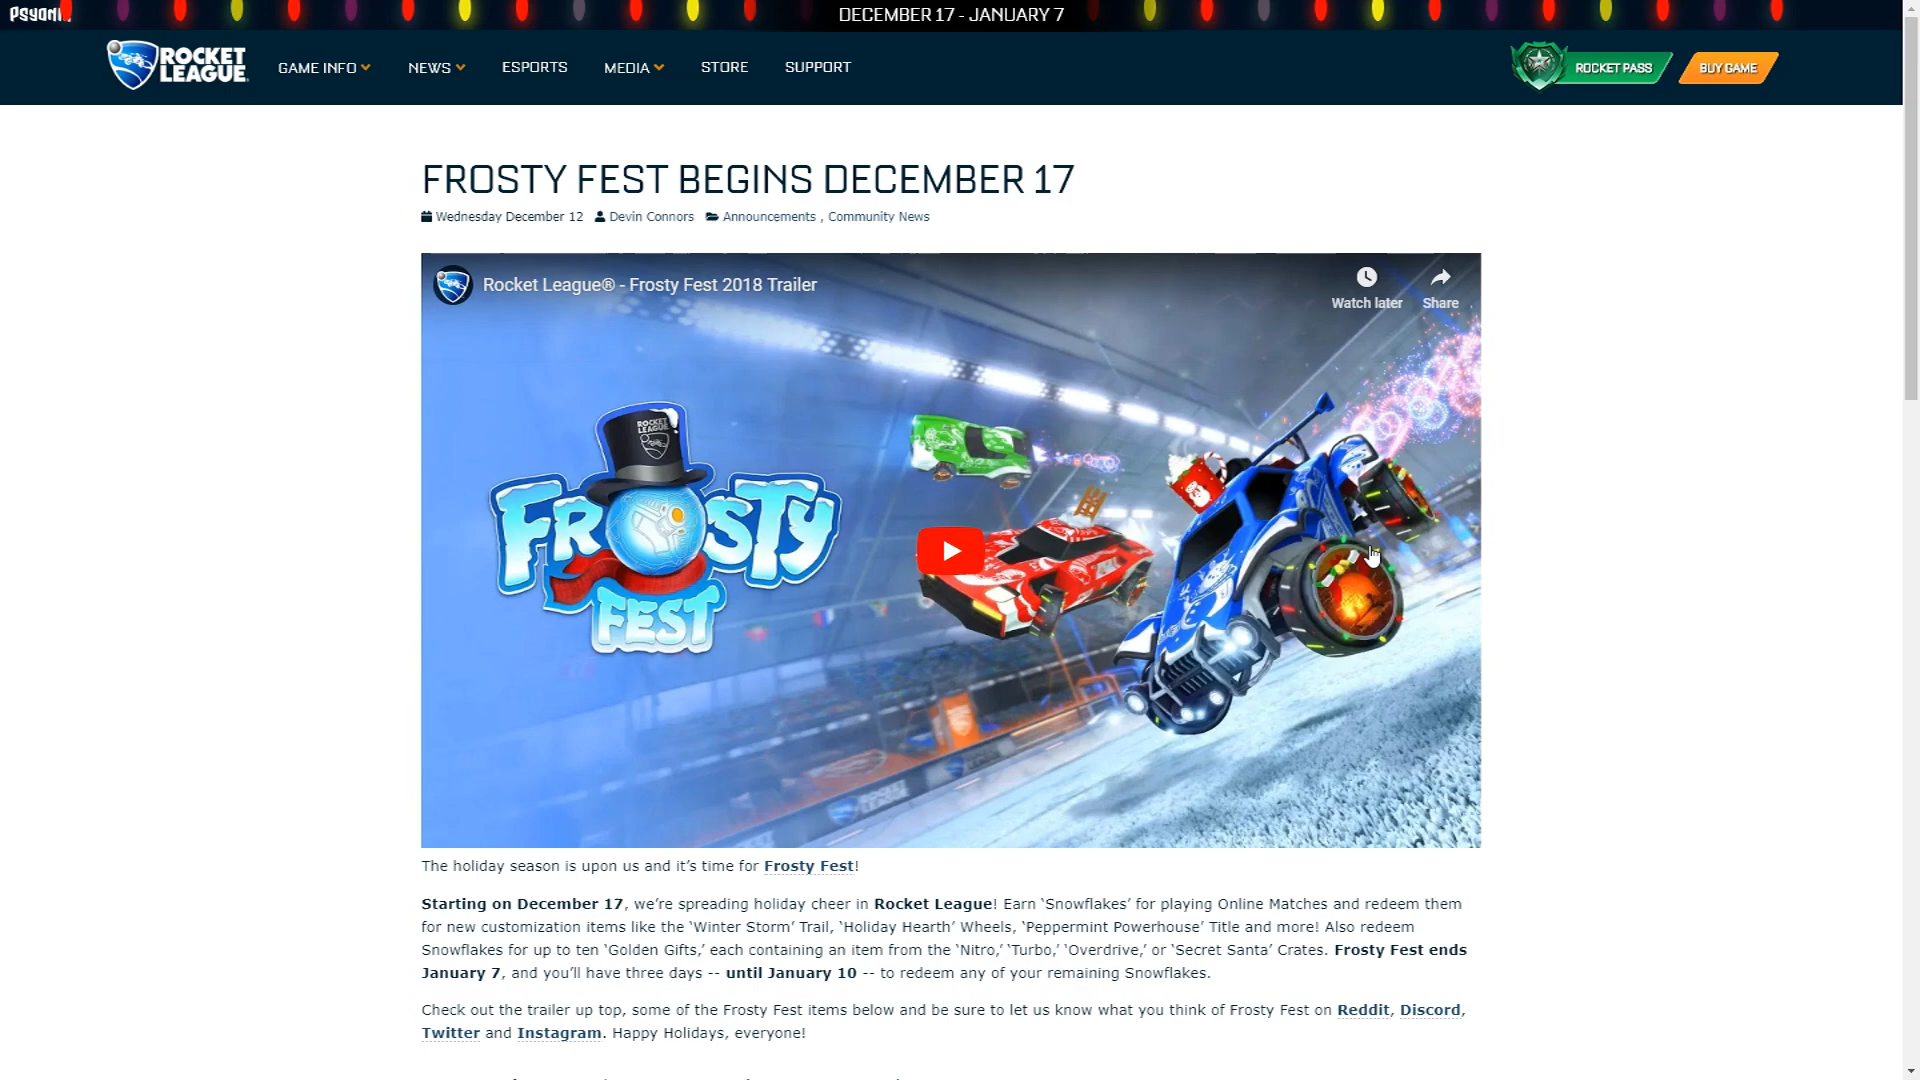 DECEMBER 17 - JANUARY 7
ROCKET LEAGUE
GAME INFO
NEWS
ESPORTS
MEDIA
STORE
SUPPORT
ROCKET PASS
BUY GAME
FROSTY FEST BEGINS DECEMBER 17
Wednesday December 12 Devin Connors Announcements , Community News
Rocket League® - Frosty Fest 2018 Trailer
Watch later
Share
ROCKET LEAGUE
FROSTY
FEST
The holiday season is upon us and it’s time for Frosty Fest!
Starting on December 17, we’re spreading holiday cheer in Rocket League! Earn ‘Snowflakes’ for playing Online Matches and redeem them
for new customization items like the ‘Winter Storm’ Trail, ‘Holiday Hearth’ Wheels, ‘Peppermint Powerhouse’ Title and more! Also redeem
Snowflakes for up to ten ‘Golden Gifts,’ each containing an item from the ‘Nitro,’ ‘Turbo,’ ‘Overdrive,’ or ‘Secret Santa’ Crates. Frosty Fest ends
January 7, and you’ll have three days -- until January 10 -- to redeem any of your remaining Snowflakes.
Check out the trailer up top, some of the Frosty Fest items below and be sure to let us know what you think of Frosty Fest on Reddit, Discord,
Twitter and Instagram. Happy Holidays, everyone!